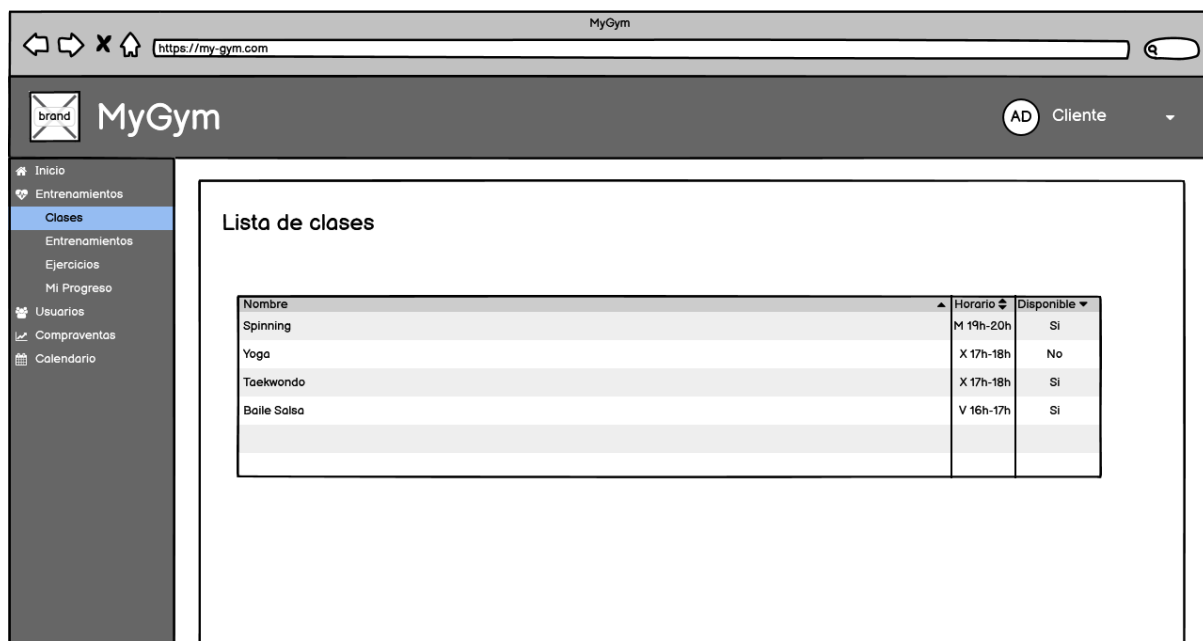 MyGym
https://my-gym.com
brand MyGym AD Cliente
Inicio
Entrenamientos
Clases
Entrenamientos
Ejercicios
Mi Progreso
Usuarios
Compraventas
Calendario
Lista de clases
Nombre Horario Disponible
Spinning M 19h-20h Si
Yoga X 17h-18h No
Taekwondo X 17h-18h Si
Baile Salsa V 16h-17h Si